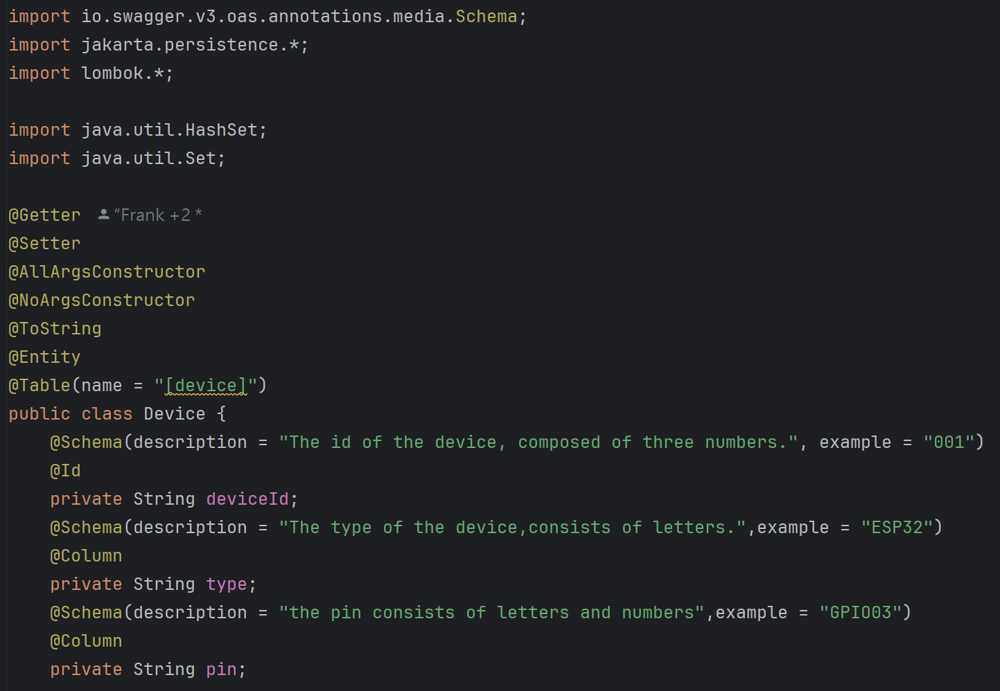 import io.swagger.v3.oas.annotations.media.Schema;
import jakarta.persistence.*;
import lombok.*;
import java.util.HashSet;
import java.util.Set;
@Getter "Frank +2 *
@Setter
@AllArgsConstructor
@NoArgsConstructor
@ToString
@Entity
@Table(name = "[device]")
public class Device {
@Schema(description = "The id of the device, composed of three numbers.", example = "001")
@Id
private String deviceId;
@Schema(description = "The type of the device,consists of letters.",example = "ESP32")
@Column
private String type;
@Schema(description = "the pin consists of letters and numbers",example = "GPIO03")
@Column
private String pin;